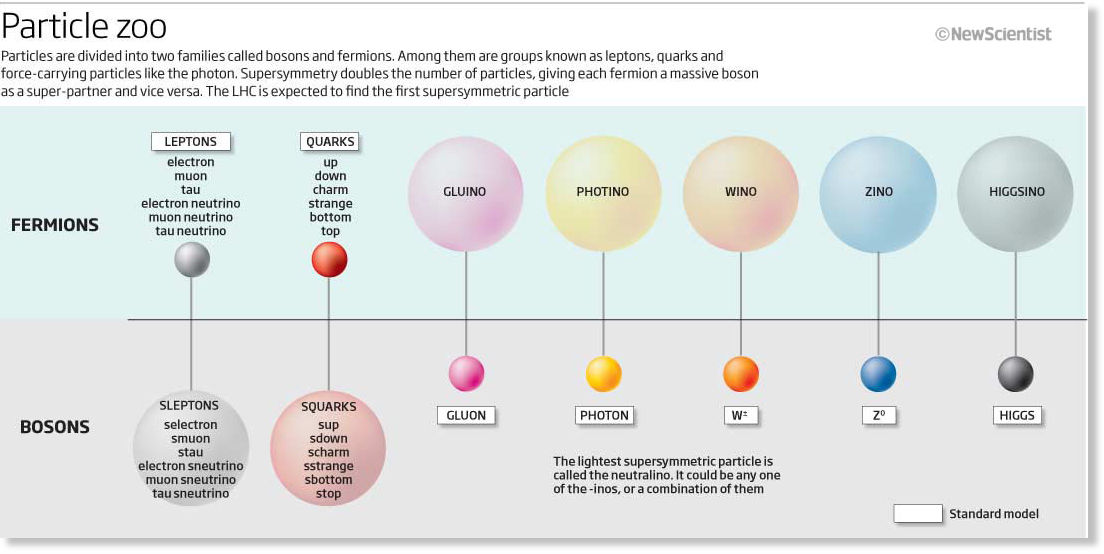 Particle zoo
©NewScientist
Particles are divided into two families called bosons and fermions. Among them are groups known as leptons, quarks and
force-carrying particles like the photon. Supersymmetry doubles the number of particles, giving each fermion a massive boson
as a super-partner and vice versa. The LHC is expected to find the first supersymmetric particle
FERMIONS
LEPTONS
electron
muon
tau
electron neutrino
muon neutrino
tau neutrino
QUARKS
up
down
charm
strange
bottom
top
GLUINO
PHOTINO
WINO
ZINO
HIGGSINO
BOSONS
SLEPTONS
selectron
smuon
stau
electron sneutrino
muon sneutrino
tau sneutrino
SQUARKS
sup
sdown
scharm
sstrange
sbottom
stop
GLUON
PHOTON
W±
Z⁰
HIGGS
The lightest supersymmetric particle is
called the neutralino. It could be any one
of the -inos, or a combination of them
Standard model